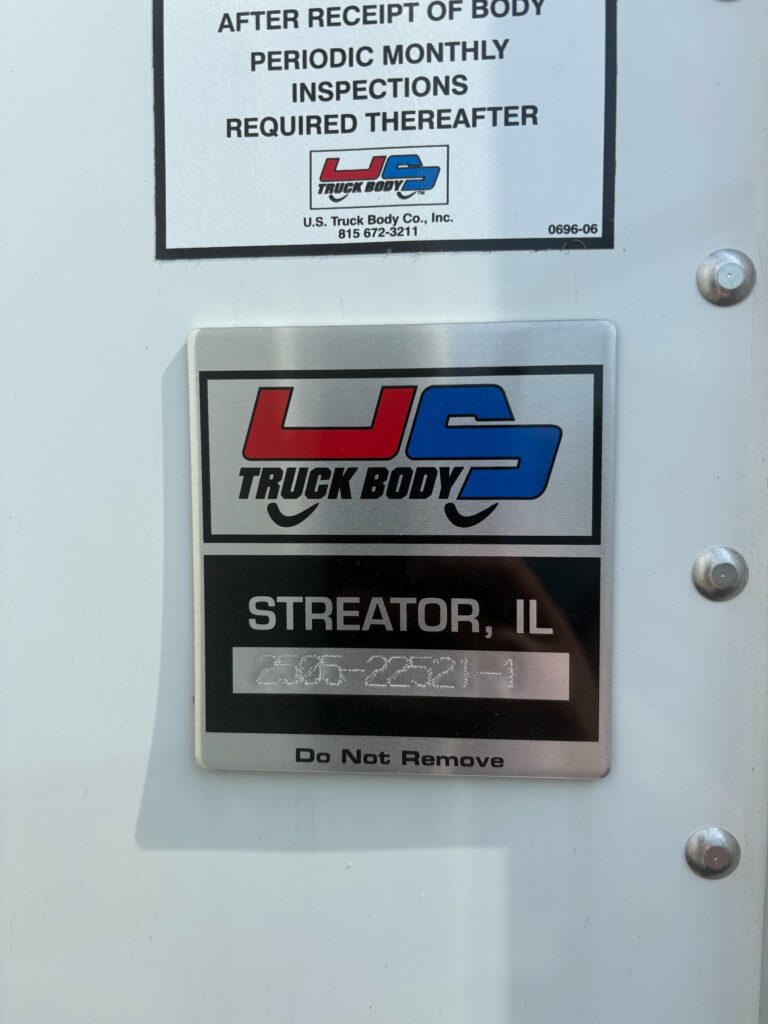 AFTER RECEIPT OF BODY
PERIODIC MONTHLY
INSPECTIONS
REQUIRED THEREAFTER
US
TRUCK BODY™
U.S. Truck Body Co., Inc.
815 672-3211
0696-06
US
TRUCK BODY
STREATOR, IL
2505-22521-1
Do Not Remove